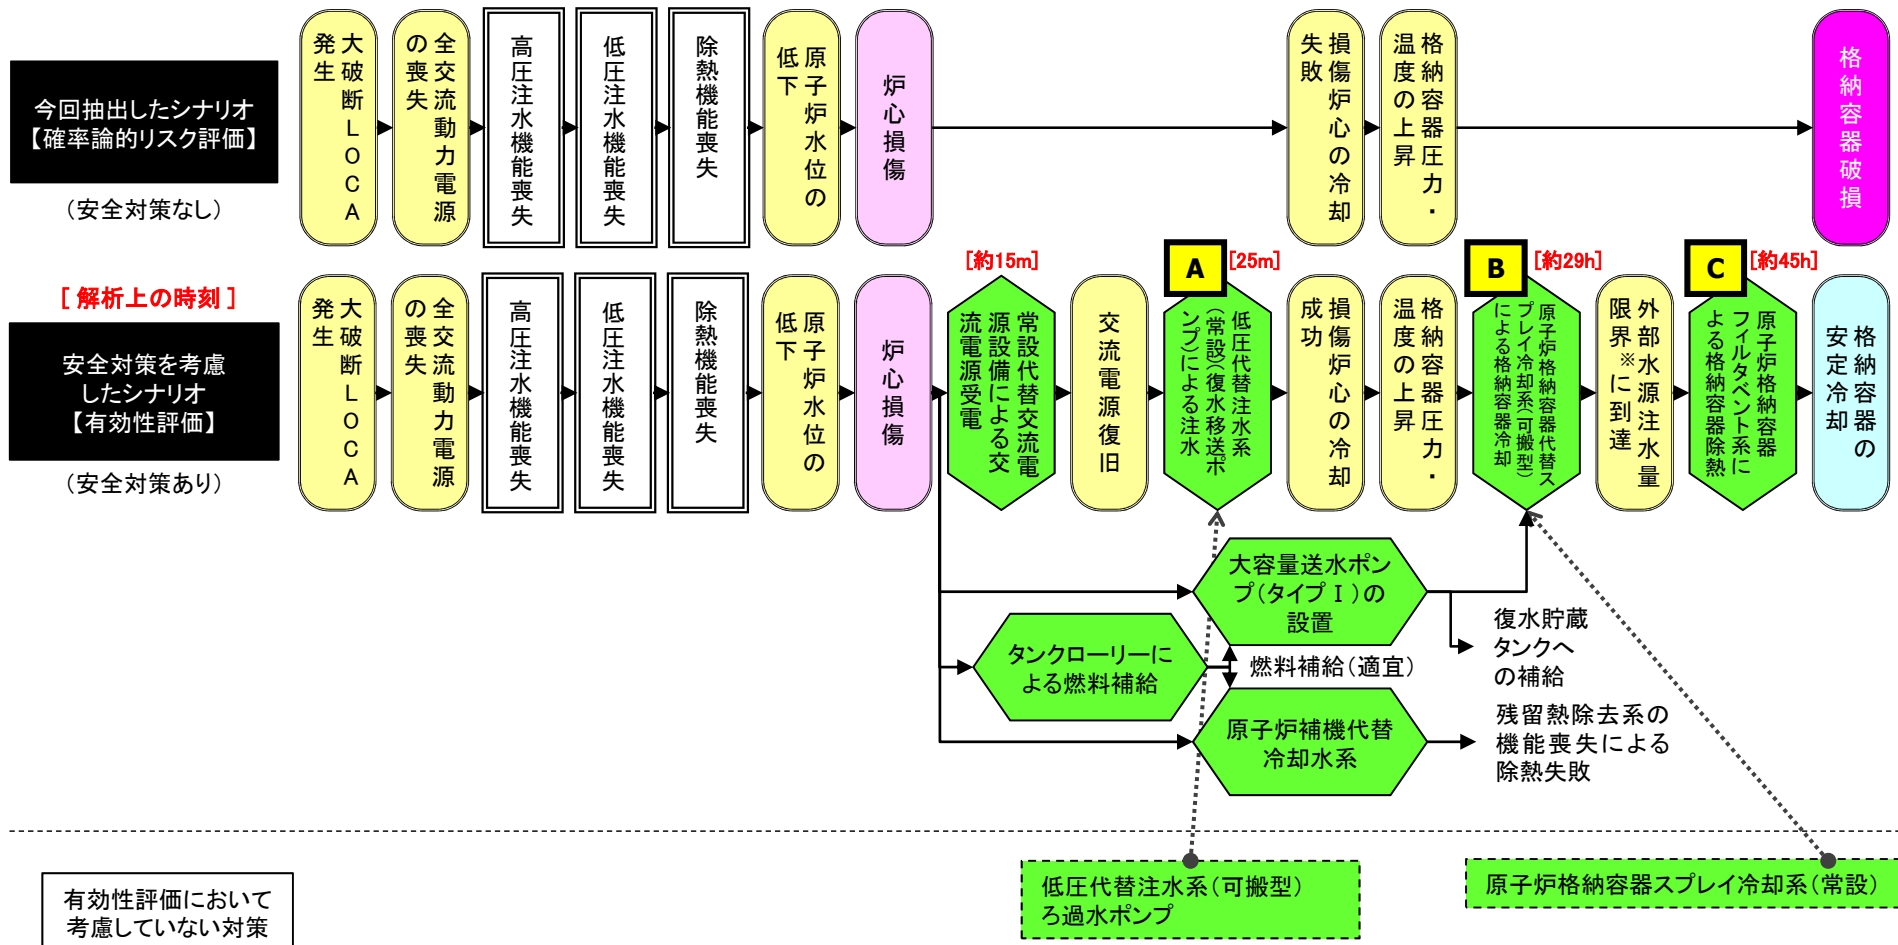 今回抽出したシナリオ
【確率論的リスク評価】
（安全対策なし）
大破断LOCA
発生
全交流動力電源
の喪失
高圧注水機能喪失
低圧注水機能喪失
除熱機能喪失
原子炉水位の
低下
炉心損傷
損傷炉心の冷却
失敗
格納容器圧力・
温度の上昇
格納容器破損
[ 解析上の時刻 ]
安全対策を考慮
したシナリオ
【有効性評価】
（安全対策あり）
大破断LOCA
発生
全交流動力電源
の喪失
高圧注水機能喪失
低圧注水機能喪失
除熱機能喪失
原子炉水位の
低下
炉心損傷
[約15m]
常設代替交流電
源設備による交
流電源受電
交流電源復旧
A
[25m]
低圧代替注水系
（常設）（復水移送ポ
ンプ）による注水
損傷炉心の冷却
成功
格納容器圧力・
温度の上昇
B
[約29h]
原子炉格納容器代替ス
プレイ冷却系（可搬型）
による格納容器冷却
外部水源注水量
限界※に到達
C
[約45h]
原子炉格納容器
フィルタベント系に
よる格納容器除熱
格納容器の
安定冷却
大容量送水ポン
プ（タイプⅠ）の
設置
復水貯蔵
タンクへ
の補給
タンクローリーに
よる燃料補給
燃料補給（適宜）
原子炉補機代替
冷却水系
残留熱除去系の
機能喪失による
除熱失敗
有効性評価において
考慮していない対策
低圧代替注水系（可搬型）
ろ過水ポンプ
原子炉格納容器スプレイ冷却系（常設）